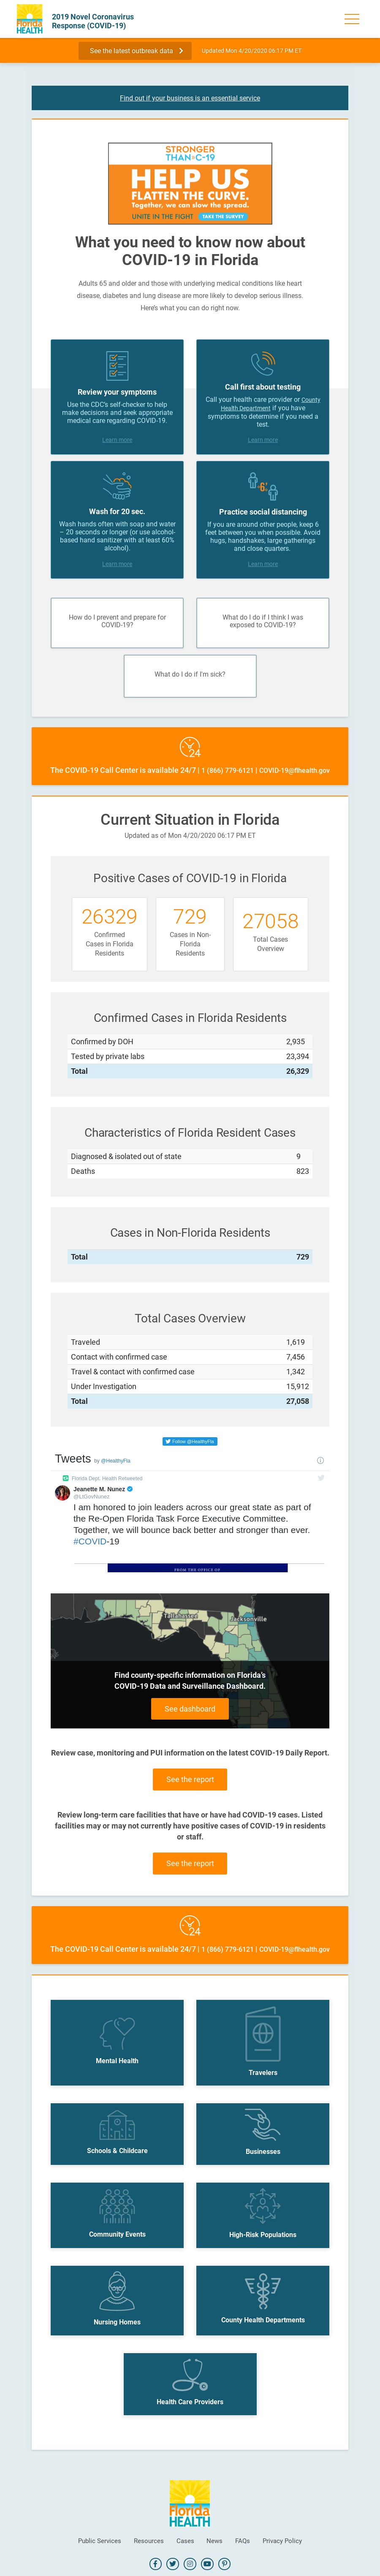 Florida
HEALTH
2019 Novel Coronavirus
Response (COVID-19)
See the latest outbreak data
Updated Mon 4/20/2020 06:17 PM ET
Find out if your business is an essential service
STRONGER
THAN C-19
HELP US
FLATTEN THE CURVE.
Together, we can slow the spread.
UNITE IN THE FIGHT TAKE THE SURVEY
What you need to know now about
COVID-19 in Florida
Adults 65 and older and those with underlying medical conditions like heart
disease, diabetes and lung disease are more likely to develop serious illness.
Here's what you can do right now.
Review your symptoms
Use the CDC's self-checker to help
make decisions and seek appropriate
medical care regarding COVID-19.
Learn more
Call first about testing
Call your health care provider or County
Health Department if you have
symptoms to determine if you need a
test.
Learn more
Wash for 20 sec.
Wash hands often with soap and water
– 20 seconds or longer (or use alcohol-
based hand sanitizer with at least 60%
alcohol).
Learn more
6'
Practice social distancing
If you are around other people, keep 6
feet between you when possible. Avoid
hugs, handshakes, large gatherings
and close quarters.
Learn more
How do I prevent and prepare for
COVID-19?
What do I do if I think I was
exposed to COVID-19?
What do I do if I'm sick?
24
The COVID-19 Call Center is available 24/7 | 1 (866) 779-6121 | COVID-19@flhealth.gov
Current Situation in Florida
Updated as of Mon 4/20/2020 06:17 PM ET
Positive Cases of COVID-19 in Florida
26329
Confirmed
Cases in Florida
Residents
729
Cases in Non-
Florida
Residents
27058
Total Cases
Overview
Confirmed Cases in Florida Residents
Confirmed by DOH 2,935
Tested by private labs 23,394
Total 26,329
Characteristics of Florida Resident Cases
Diagnosed & isolated out of state 9
Deaths 823
Cases in Non-Florida Residents
Total 729
Total Cases Overview
Traveled 1,619
Contact with confirmed case 7,456
Travel & contact with confirmed case 1,342
Under Investigation 15,912
Total 27,058
Follow @HealthyFla
Tweets by @HealthyFla
Florida Dept. Health Retweeted
Jeanette M. Nunez
@LtGovNunez
I am honored to join leaders across our great state as part of
the Re-Open Florida Task Force Executive Committee.
Together, we will bounce back better and stronger than ever.
#COVID-19
FROM THE OFFICE OF
Tallahassee
Jacksonville
Find county-specific information on Florida's
COVID-19 Data and Surveillance Dashboard.
See dashboard
Review case, monitoring and PUI information on the latest COVID-19 Daily Report.
See the report
Review long-term care facilities that have or have had COVID-19 cases. Listed
facilities may or may not currently have positive cases of COVID-19 in residents
or staff.
See the report
24
The COVID-19 Call Center is available 24/7 | 1 (866) 779-6121 | COVID-19@flhealth.gov
Mental Health
Travelers
Schools & Childcare
Businesses
Community Events
High-Risk Populations
Nursing Homes
County Health Departments
Health Care Providers
Florida
HEALTH
Public Services Resources Cases News FAQs Privacy Policy